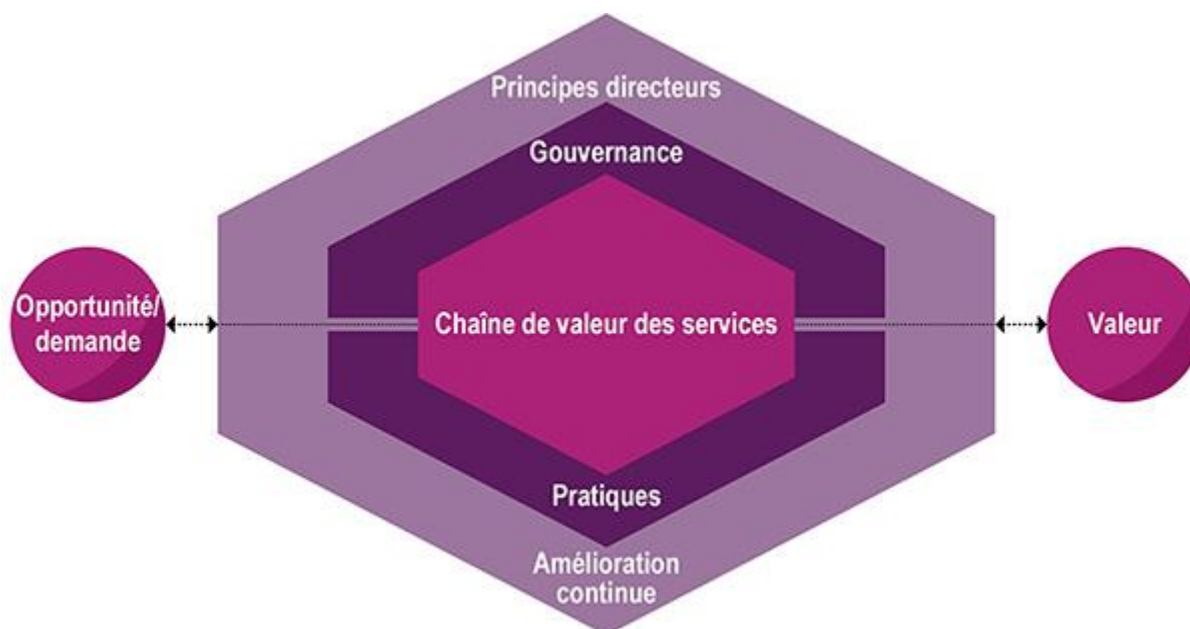 Principes directeurs
Gouvernance
Opportunité/
demande
Chaîne de valeur des services
Valeur
Pratiques
Amélioration
continue